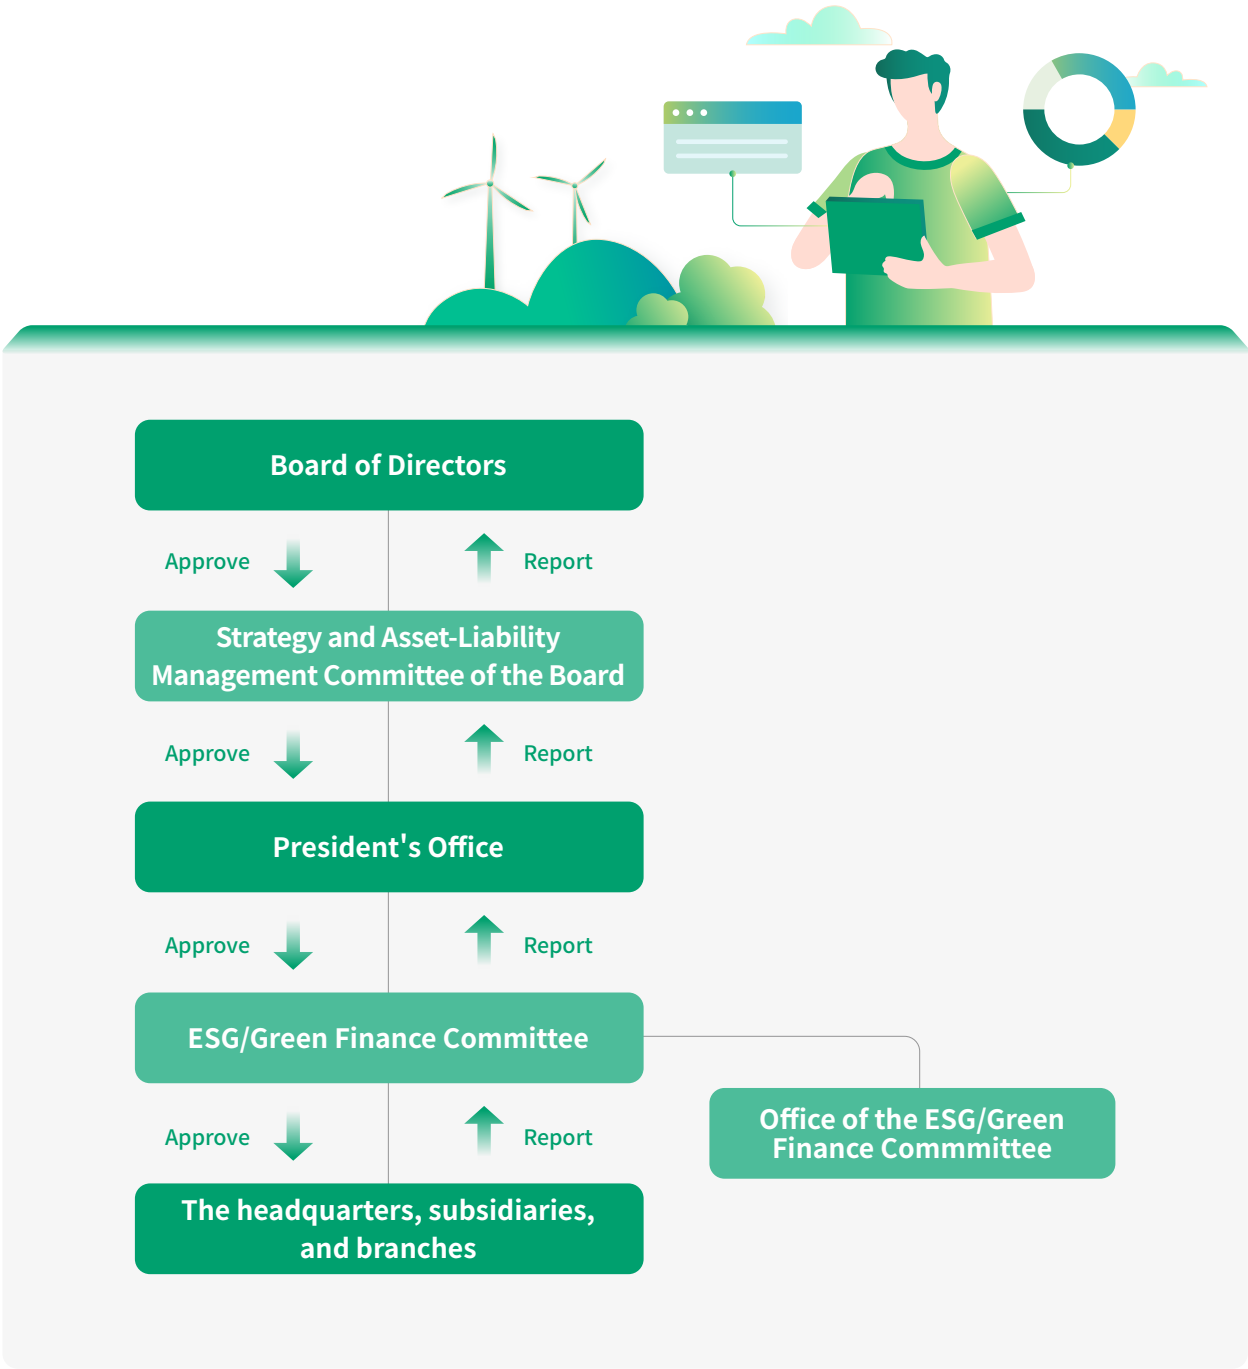 Board of Directors
Approve
Report
Strategy and Asset-Liability
Management Committee of the Board
Approve
Report
President's Office
Approve
Report
ESG/Green Finance Committee
Approve
Report
Office of the ESG/Green
Finance Commmittee
The headquarters, subsidiaries,
and branches